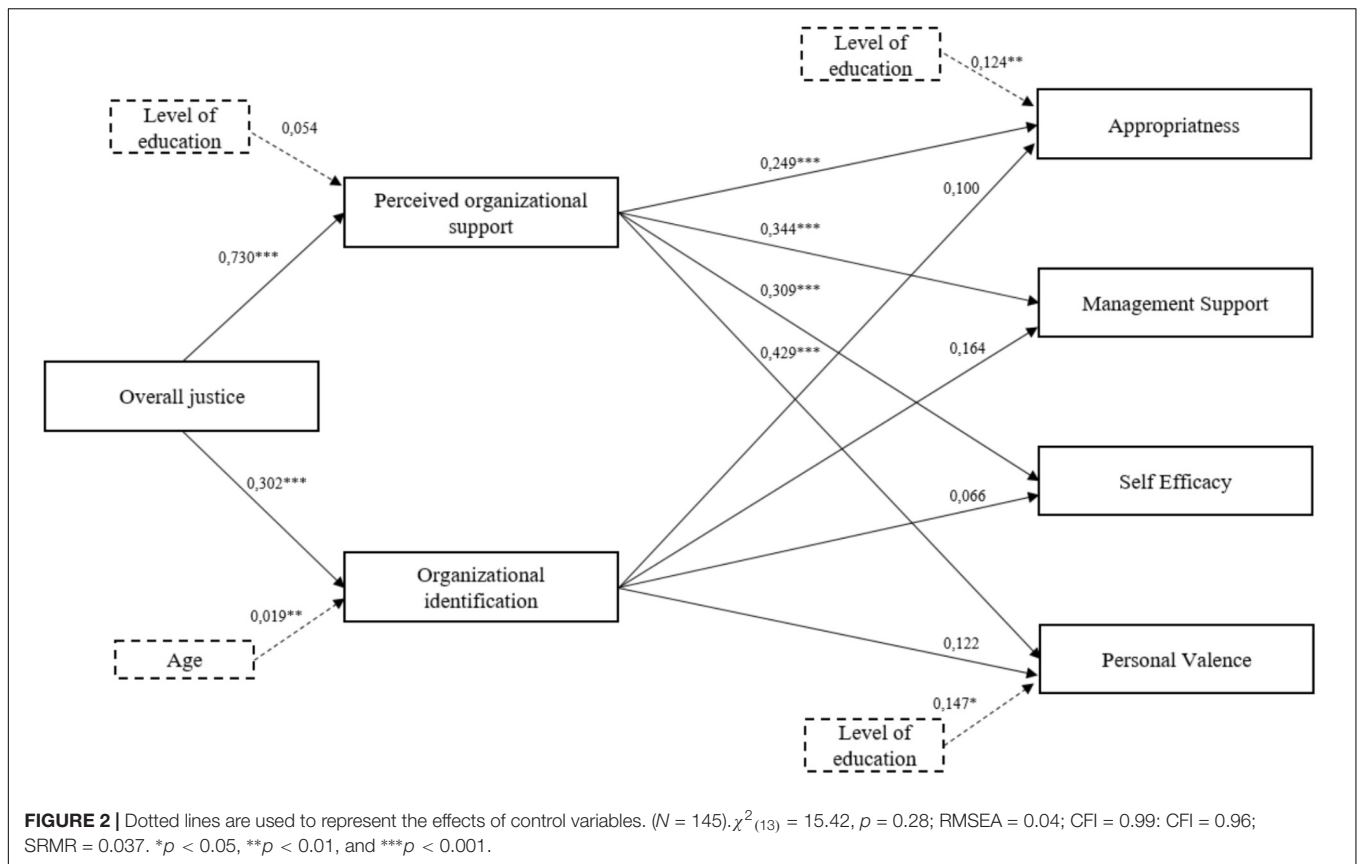 Level of
education
0,124**
Appropriatness
Level of
education
0,054
0,249***
0,100
Perceived organizational
support
0,730***
0,344***
Management Support
0,309***
0,164
0,429***
Overall justice
0,302***
0,066
Self Efficacy
Organizational
identification
0,019**
0,122
Age
Personal Valence
0,147*
Level of
education
FIGURE 2 | Dotted lines are used to represent the effects of control variables. (N = 145).χ²(13) = 15.42, p = 0.28; RMSEA = 0.04; CFI = 0.99: CFI = 0.96;
SRMR = 0.037. *p < 0.05, **p < 0.01, and ***p < 0.001.